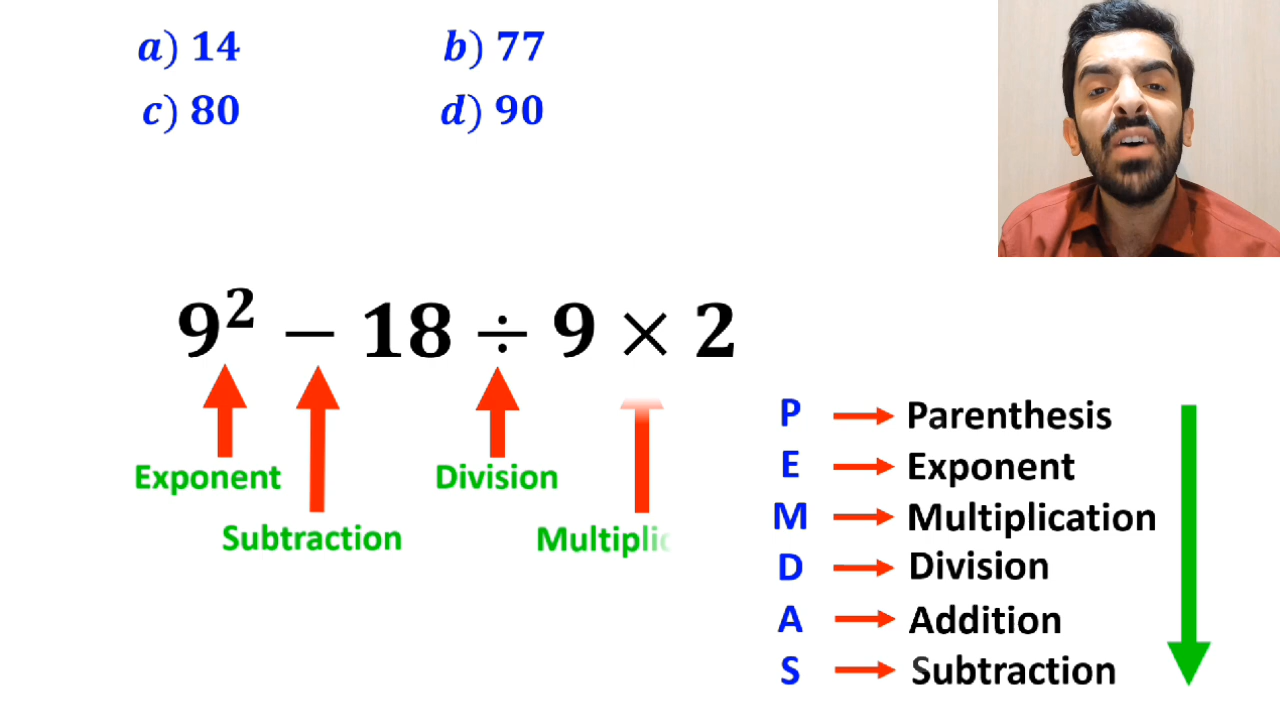 a) 14 b) 77
c) 80 d) 90
9² − 18 ÷ 9 × 2
Exponent
Subtraction
Division
P Parenthesis
E Exponent
M Multiplication
D Division
A Addition
S Subtraction